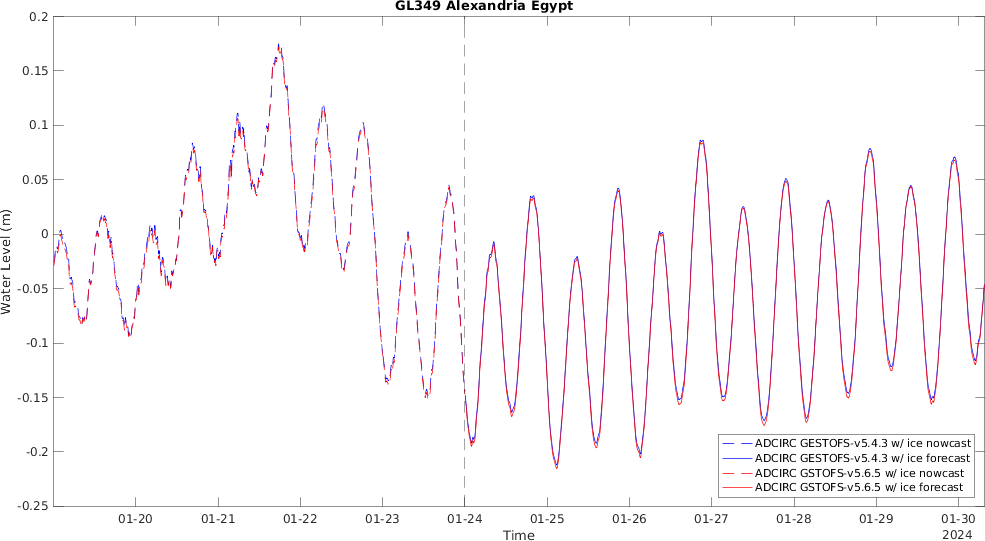 GL349 Alexandria Egypt
0.2
0.15
0.1
0.05
0
-0.05
-0.1
-0.15
-0.2
-0.25
Water Level (m)
ADCIRC GESTOFS-v5.4.3 w/ ice nowcast
ADCIRC GESTOFS-v5.4.3 w/ ice forecast
ADCIRC GSTOFS-v5.6.5 w/ ice nowcast
ADCIRC GSTOFS-v5.6.5 w/ ice forecast
01-20 01-21 01-22 01-23 01-24 01-25 01-26 01-27 01-28 01-29 01-30
Time
2024